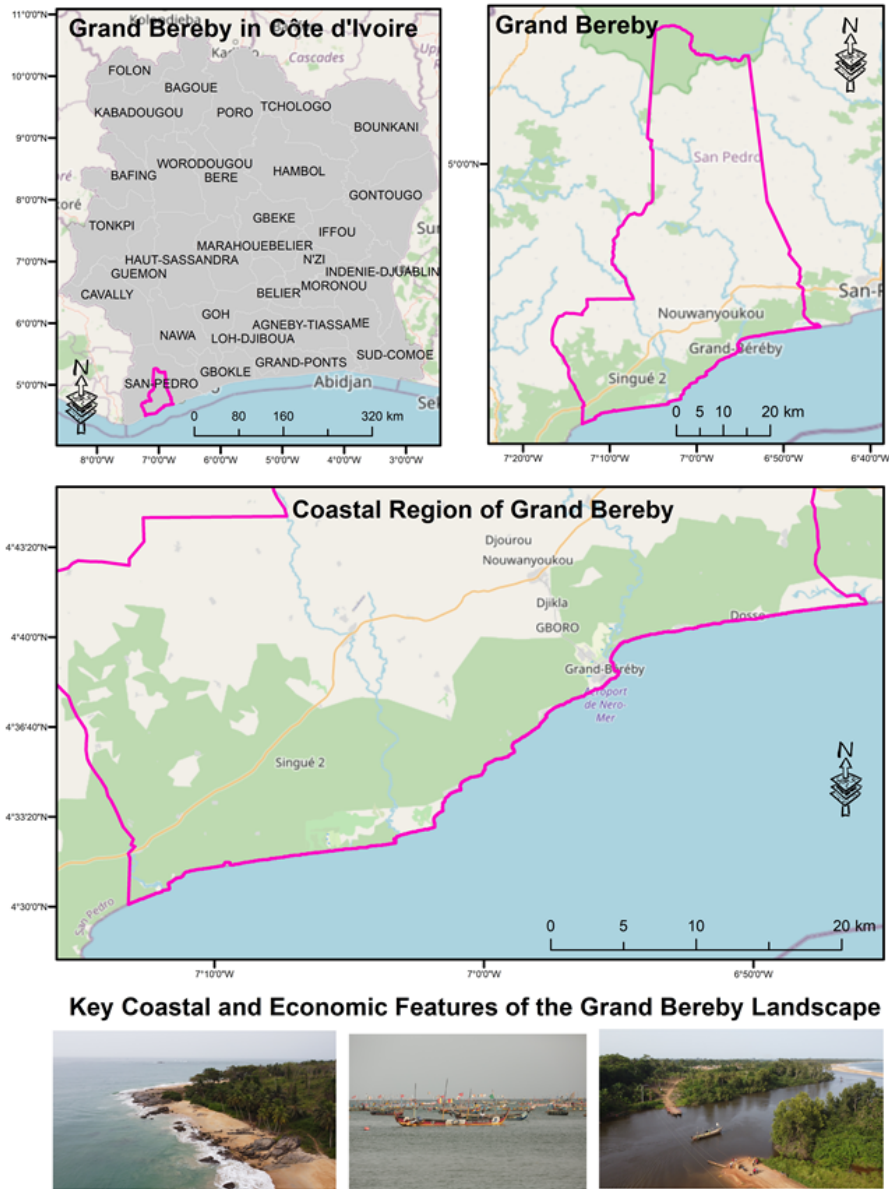 Grand Bereby in Côte d'Ivoire
Cascades
FOLON
BAGOUE
KABADOUGOU
PORO
TCHOLOGO
BOUNKANI
WORODOUGOU
BAFING
BERE
HAMBOL
GONTOUGO
TONKPI
GBEKE
IFFOU
MARAHOUEBELIER
HAUT-SASSANDRA
N'ZI
GUEMON
INDENIE-DJUABLIN
MORONOU
CAVALLY
BELIER
GOH
AGNEBY-TIASSA
ME
NAWA
LOH-DJIBOUA
GRAND-PONTS
SUD-COMOE
GBOKLE
SAN-PEDRO
Abidjan
N
0 80 160 320 km
11°0'0"N
10°0'0"N
9°0'0"N
8°0'0"N
7°0'0"N
6°0'0"N
5°0'0"N
8°0'0"W 7°0'0"W 6°0'0"W 5°0'0"W 4°0'0"W 3°0'0"W
Grand Bereby
N
5°0'0"N
San Pedro
San-P
Nouwanyoukou
Grand-Béréby
Singué 2
0 5 10 20 km
7°20'0"W 7°10'0"W 7°0'0"W 6°50'0"W 6°40'0"W
Coastal Region of Grand Bereby
4°43'20"N
4°40'0"N
4°36'40"N
4°33'20"N
4°30'0"N
Djourou
Nouwanyoukou
Djikla
GBORO
Dosse
Grand-Béréby
Aéroport
de Nero-
Mer
Singué 2
N
San Pedro
0 5 10 20 km
7°10'0"W 7°0'0"W 6°50'0"W
Key Coastal and Economic Features of the Grand Bereby Landscape